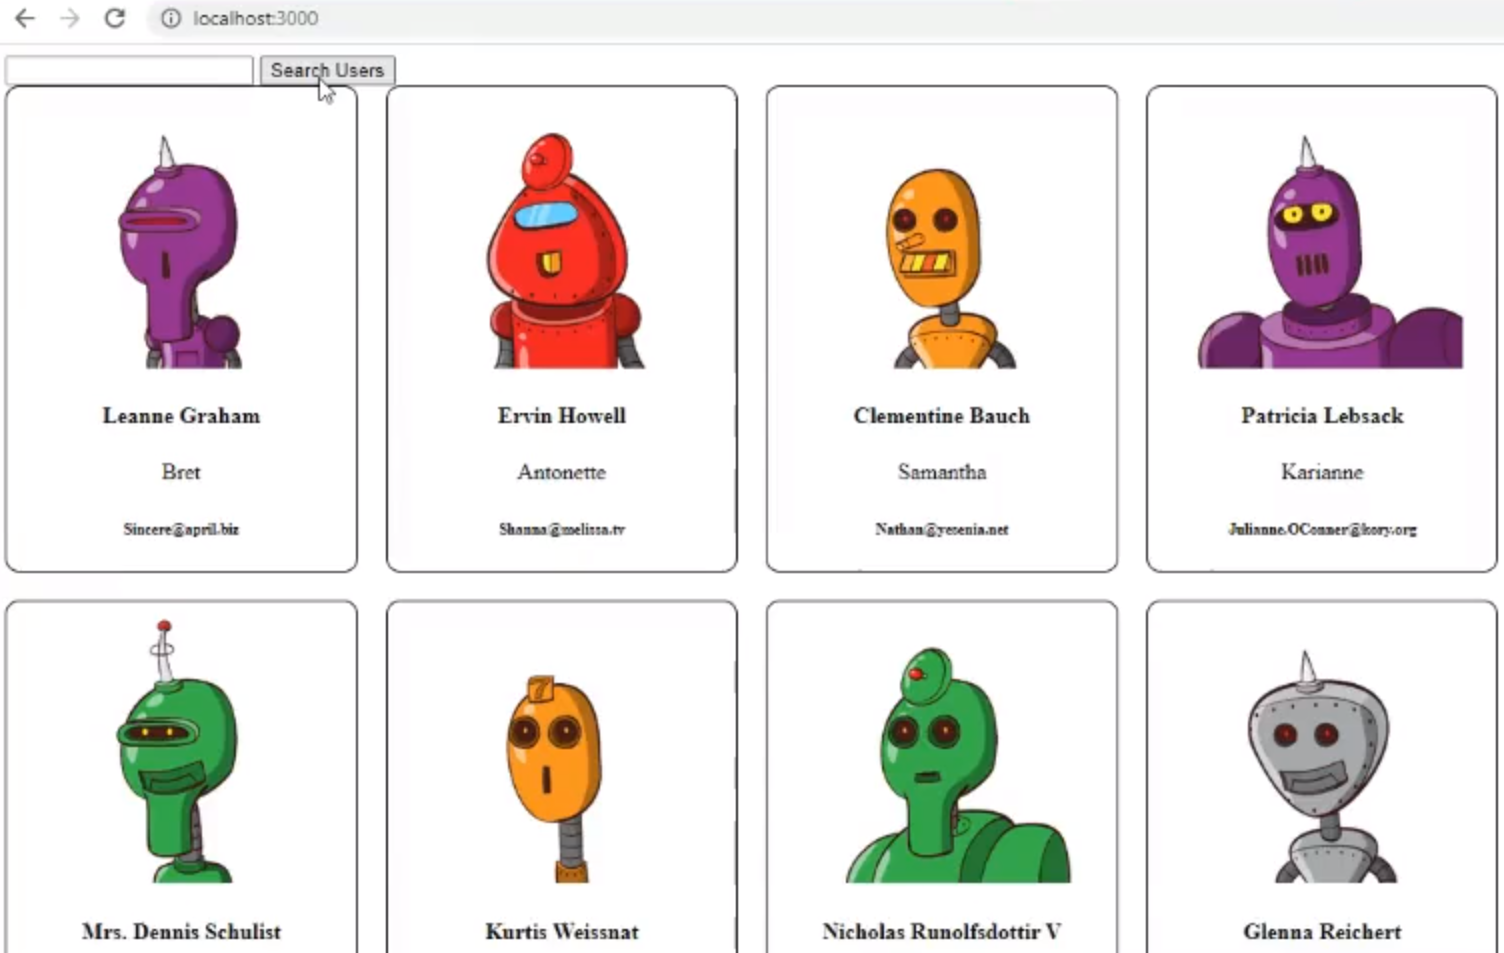 localhost:3000
Search Users
Leanne Graham
Ervin Howell
Clementine Bauch
Patricia Lebsack
Bret
Antonette
Samantha
Karianne
Sincere@april.biz
Shanna@melissa.tv
Nathan@yesenia.net
Julianne.OConner@kory.org
7
Mrs. Dennis Schulist
Kurtis Weissnat
Nicholas Runolfsdottir V
Glenna Reichert